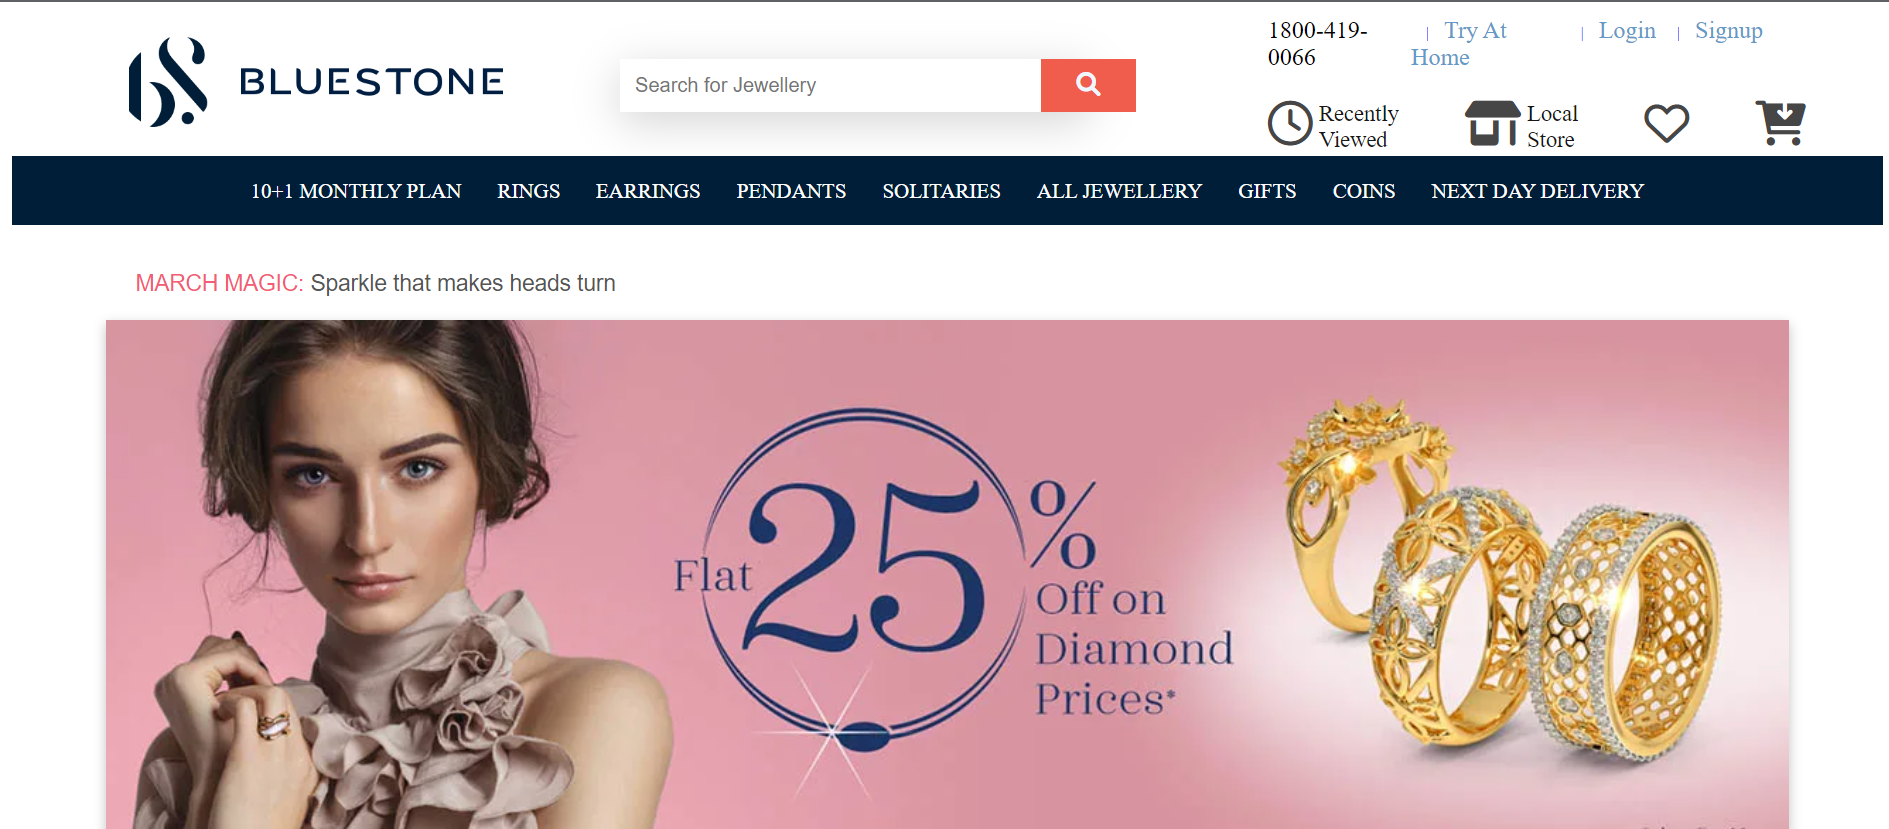 BLUESTONE
Search for Jewellery
1800-419-
0066
| Try At
Home
| Login
| Signup
Recently
Viewed
Local
Store
10+1 MONTHLY PLAN RINGS EARRINGS PENDANTS SOLITARIES ALL JEWELLERY GIFTS COINS NEXT DAY DELIVERY
MARCH MAGIC: Sparkle that makes heads turn
Flat 25%
Off on
Diamond
Prices*